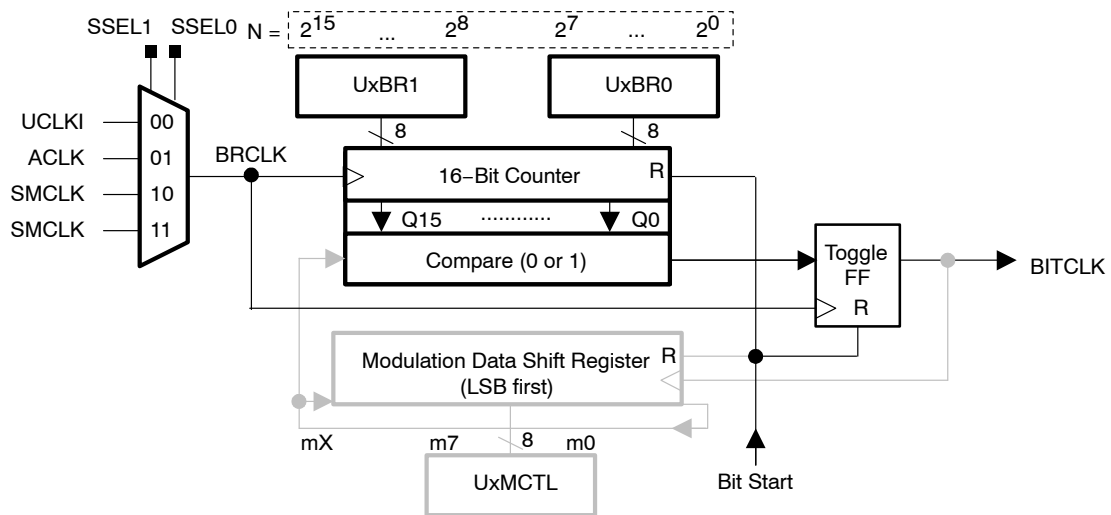 SSEL1 SSEL0 N = 2^15 ... 2^8 2^7 ... 2^0
UxBR1 UxBR0
8 8
UCLKI 00
ACLK 01
SMCLK 10
SMCLK 11
BRCLK
16−Bit Counter R
Q15 ............ Q0
Compare (0 or 1)
Toggle
FF
R
BITCLK
Modulation Data Shift Register R
(LSB first)
mX m7 8 m0
UxMCTL
Bit Start